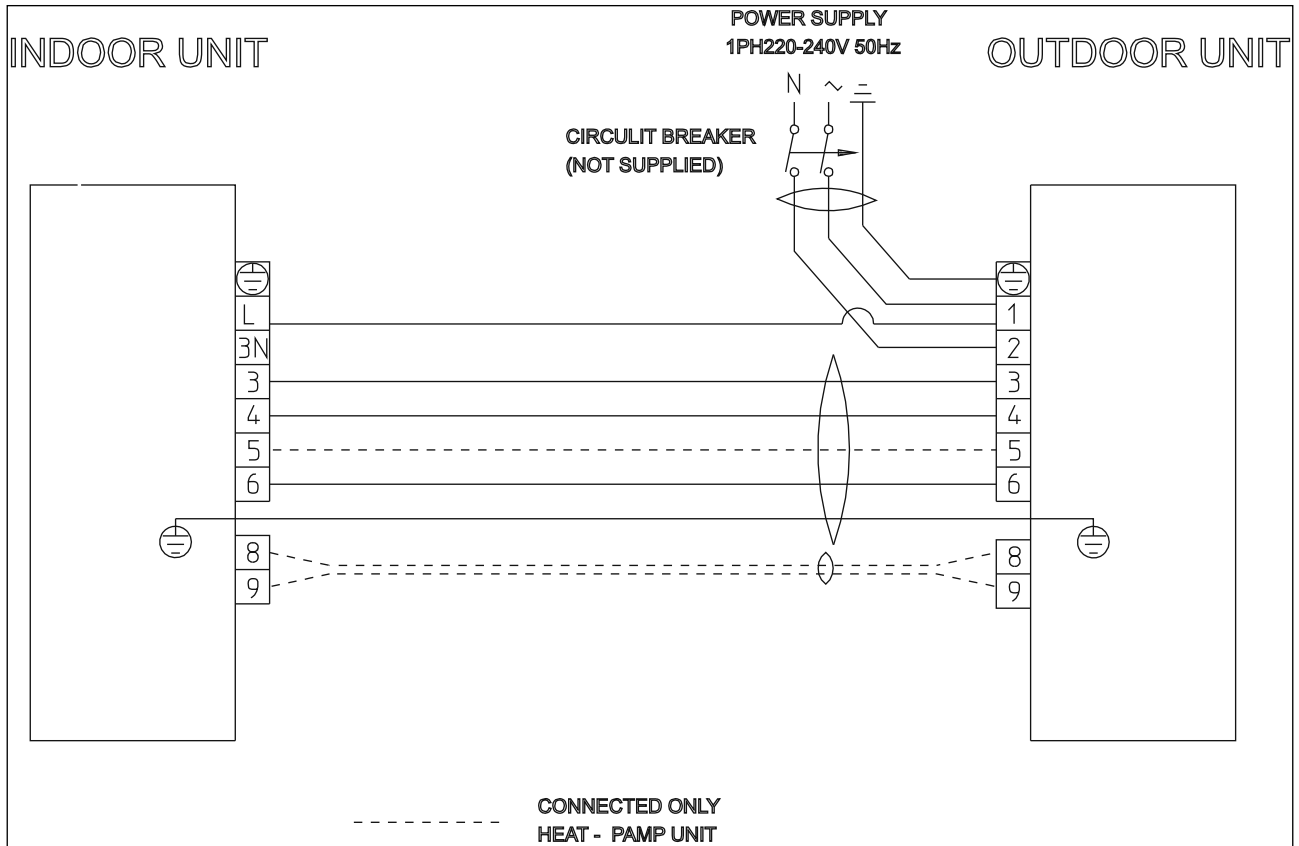 INDOOR UNIT
POWER SUPPLY
1PH220-240V 50Hz
OUTDOOR UNIT
N ~
CIRCULIT BREAKER
(NOT SUPPLIED)
L
3N
3
4
5
6
8
9
1
2
3
4
5
6
8
9
CONNECTED ONLY
HEAT - PAMP UNIT